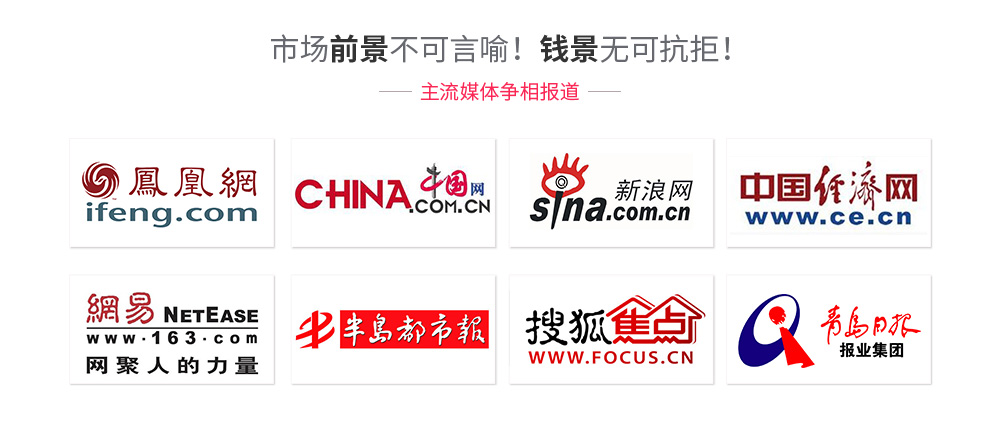 市场前景不可言喻！钱景无可抗拒！
主流媒体争相报道
鳳凰網
ifeng.com
CHINA 中国网
.COM.CN
新浪网
sina.com.cn
中国经濟网
www.ce.cn
網易 NETEASE
www.163.com
网聚人的力量
半島都市報
搜狐焦点
WWW.FOCUS.CN
青岛日报
报业集团